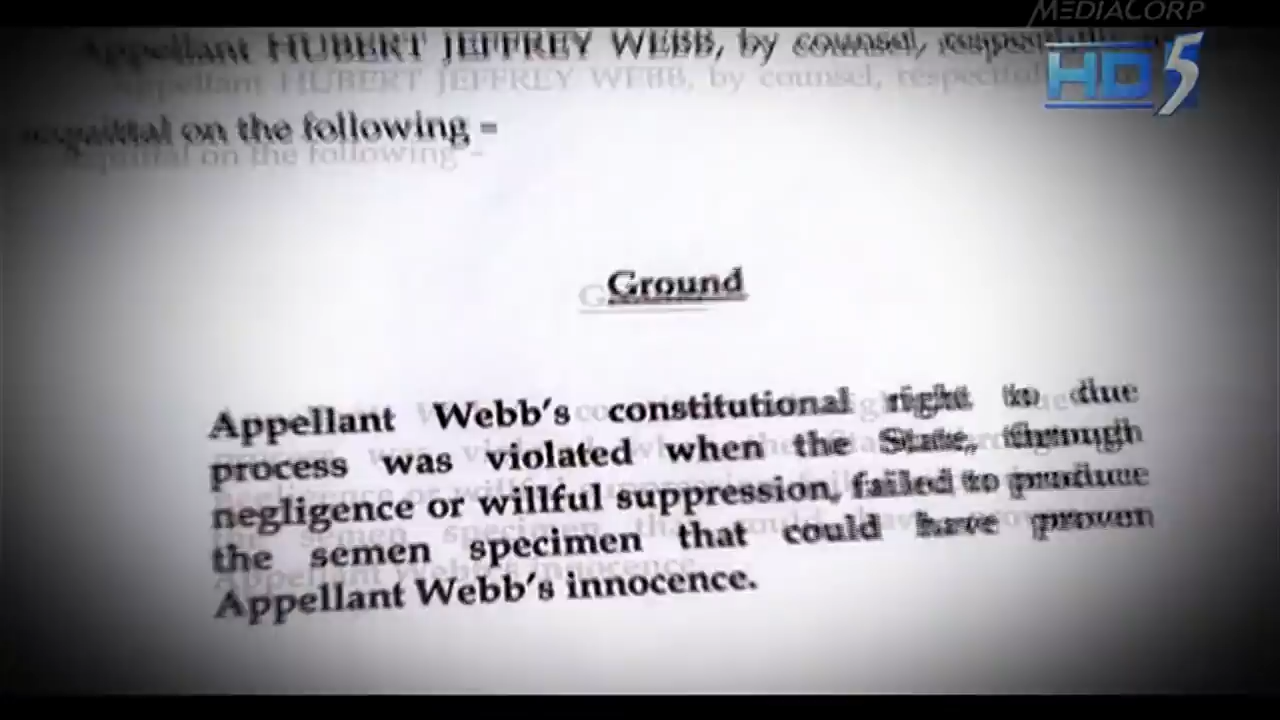 MEDIACORP
HD5
Appellant HUBERT JEFFREY WEBB, by counsel, respectfully
acquittal on the following –
Ground
Appellant Webb's constitutional right to due
process was violated when the State, through
negligence or willful suppression, failed to produce
the semen specimen that could have proven
Appellant Webb's innocence.